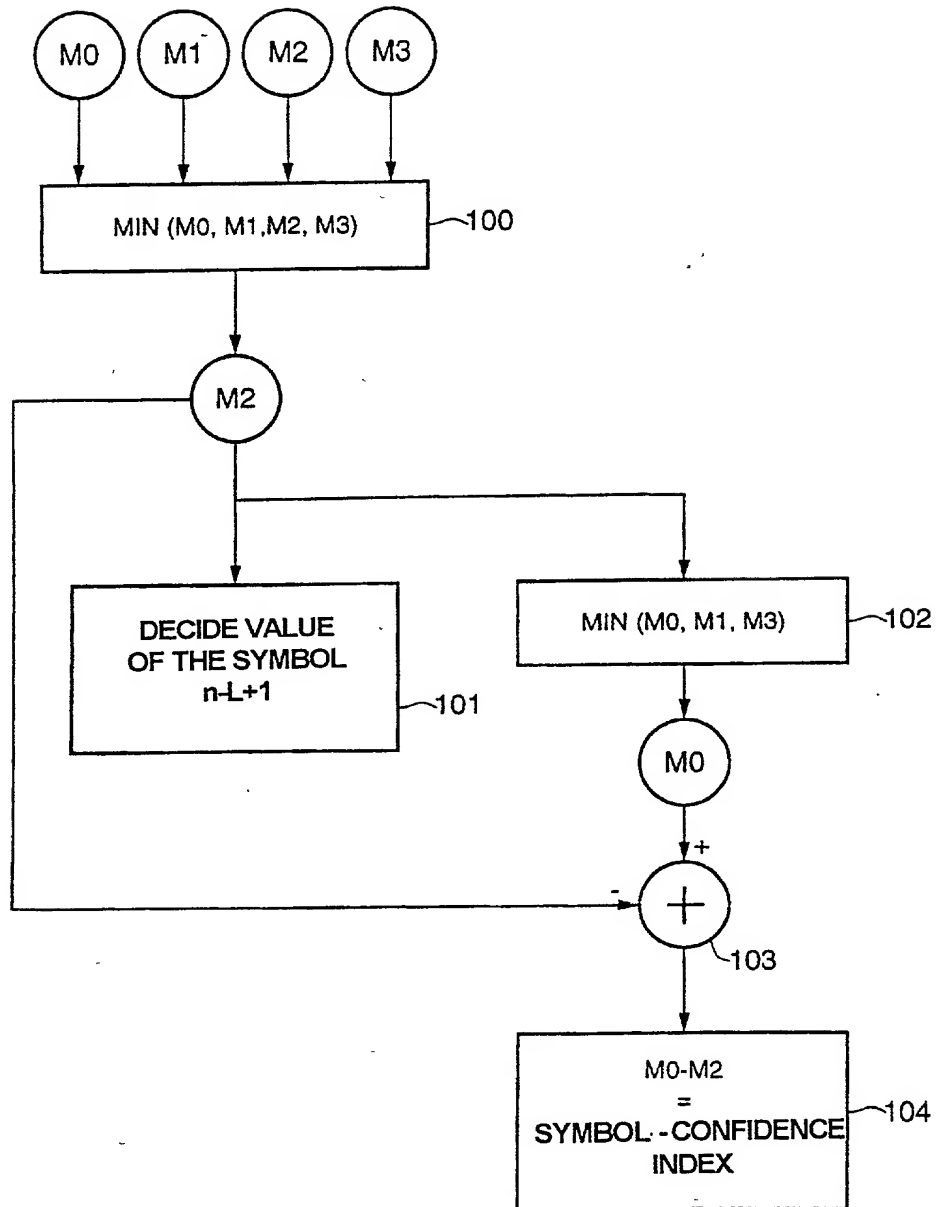 M0 M1 M2 M3
MIN (M0, M1,M2, M3)
100
M2
DECIDE VALUE
OF THE SYMBOL
n-L+1
101
MIN (M0, M1, M3)
102
M0
+
-
+
103
M0-M2
=
SYMBOL-CONFIDENCE
INDEX
104